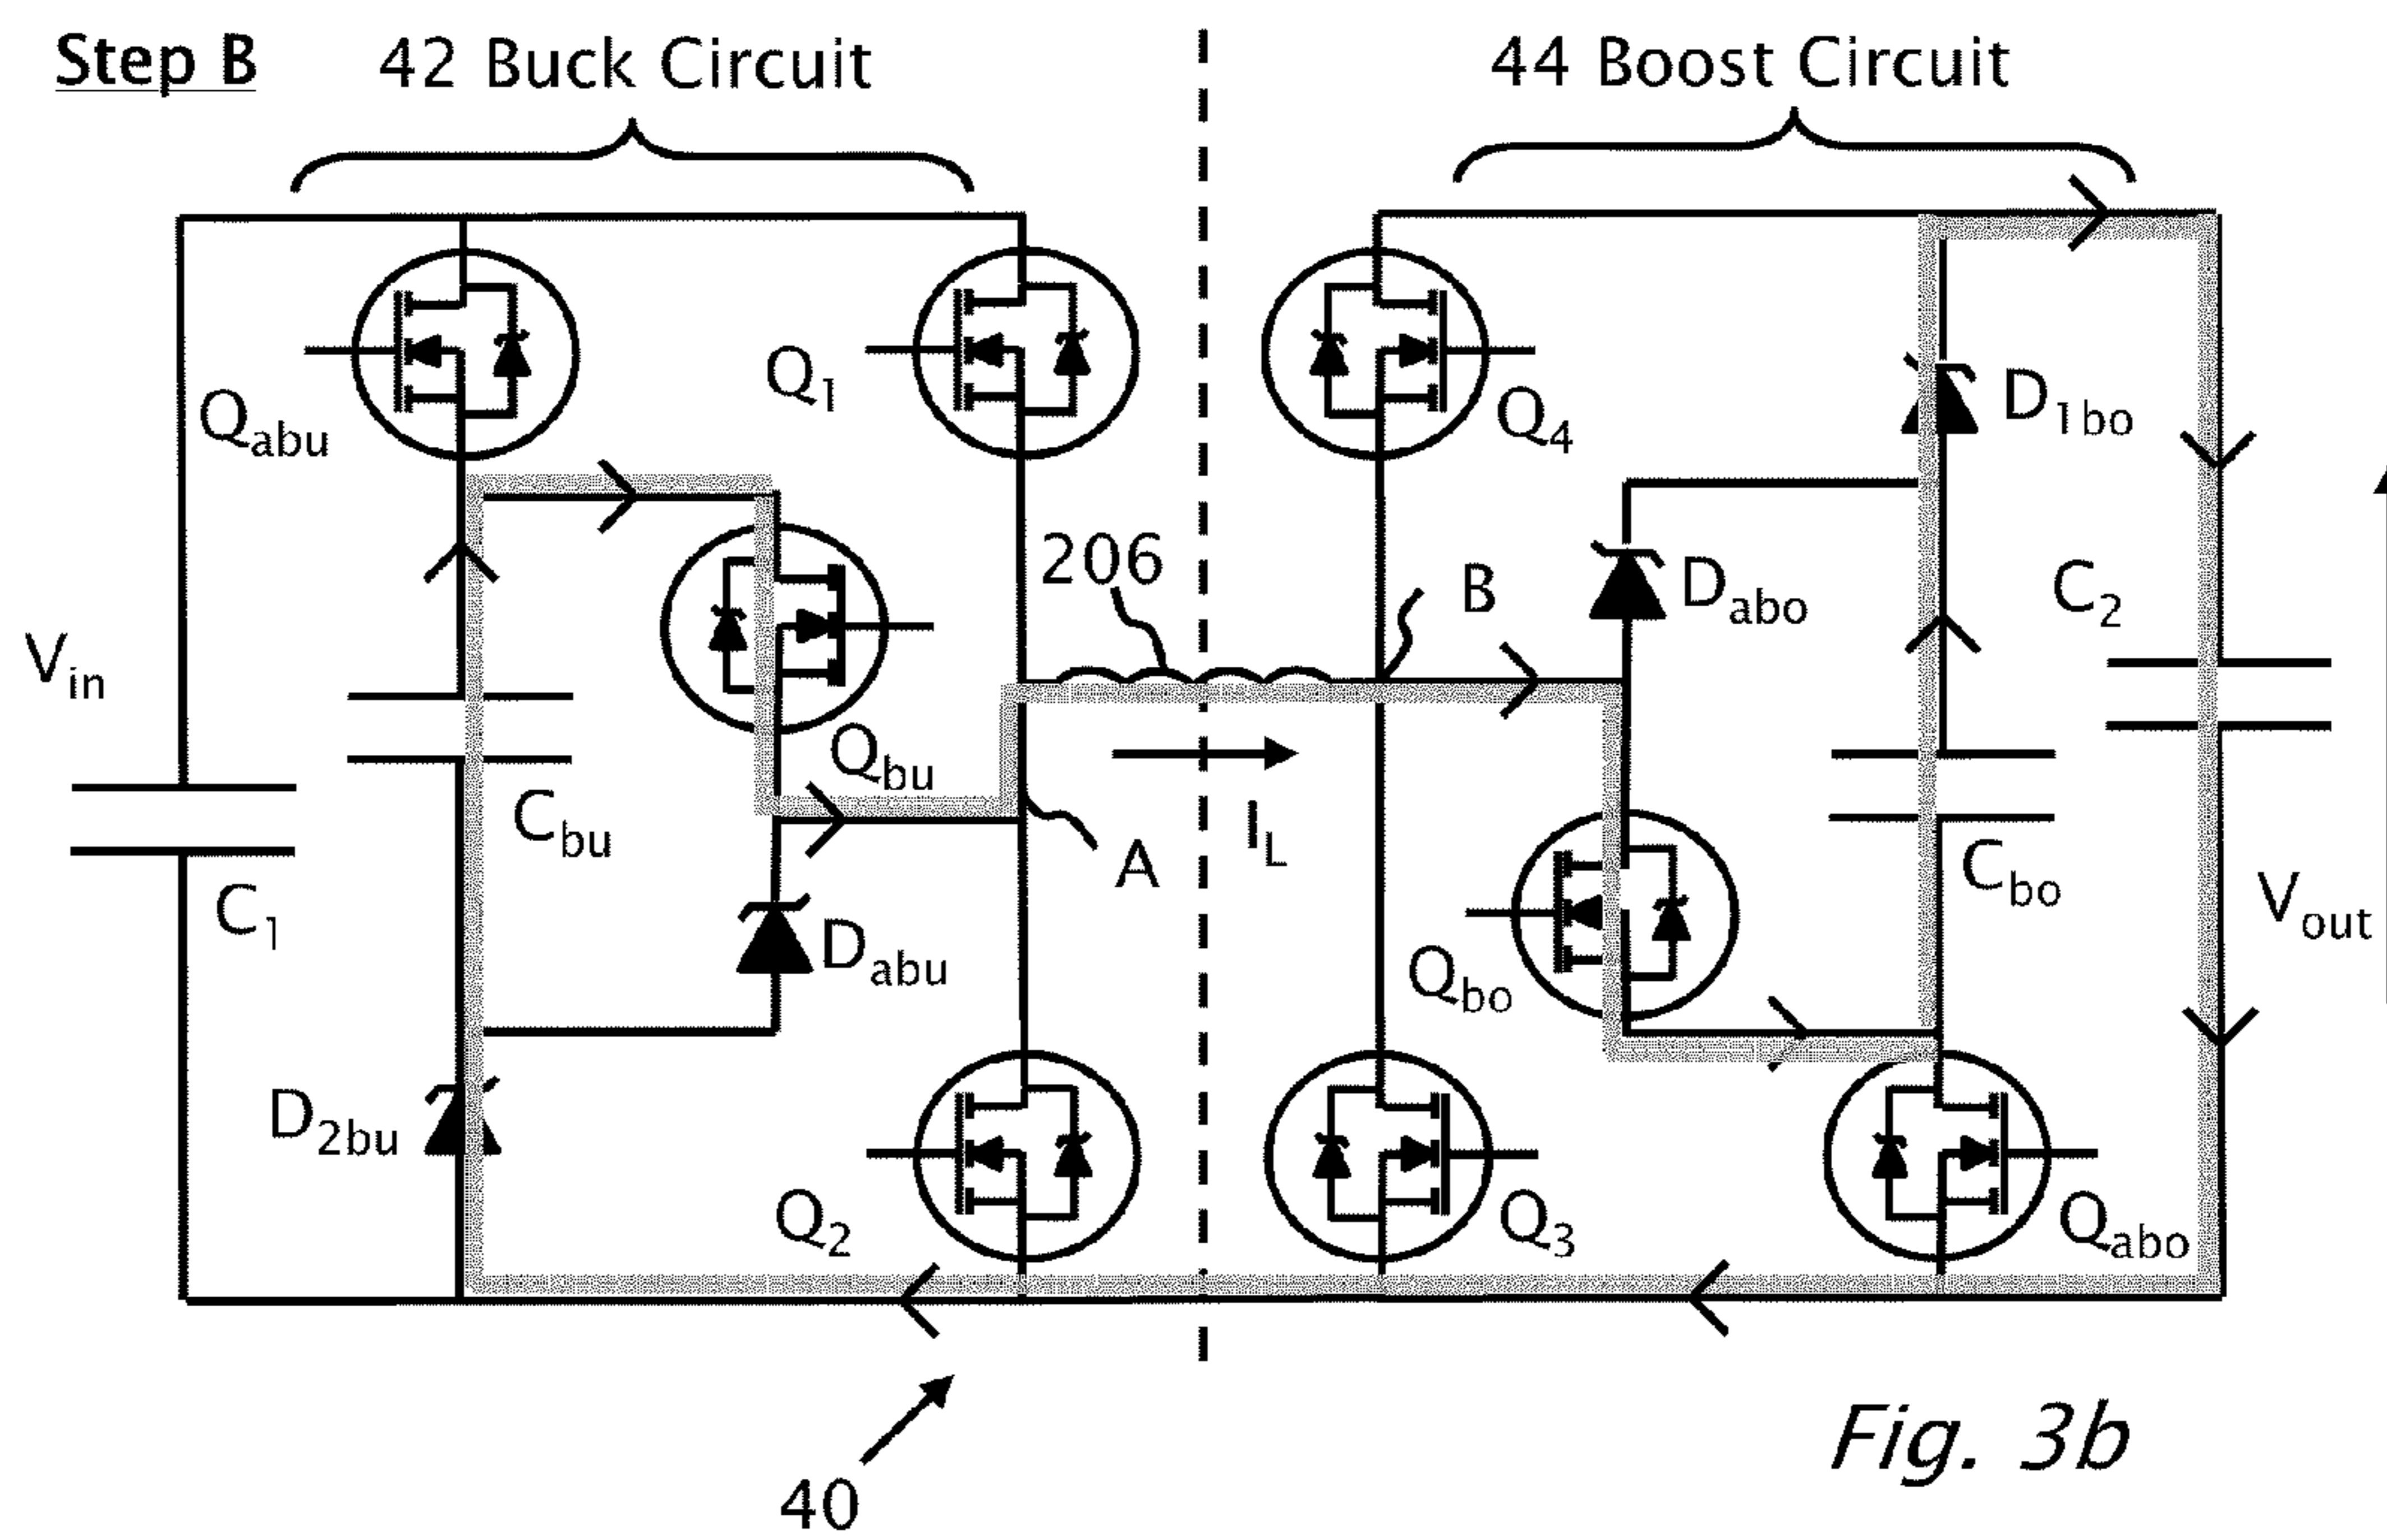 Step B
42 Buck Circuit
44 Boost Circuit
Qabu
Q1
Q4
D1bo
206
B
Dabo
C2
Vin
Qbu
Cbu
A
IL
Cbo
C1
Dabu
Qbo
Vout
D2bu
Q2
Q3
Qabo
40
Fig. 3b